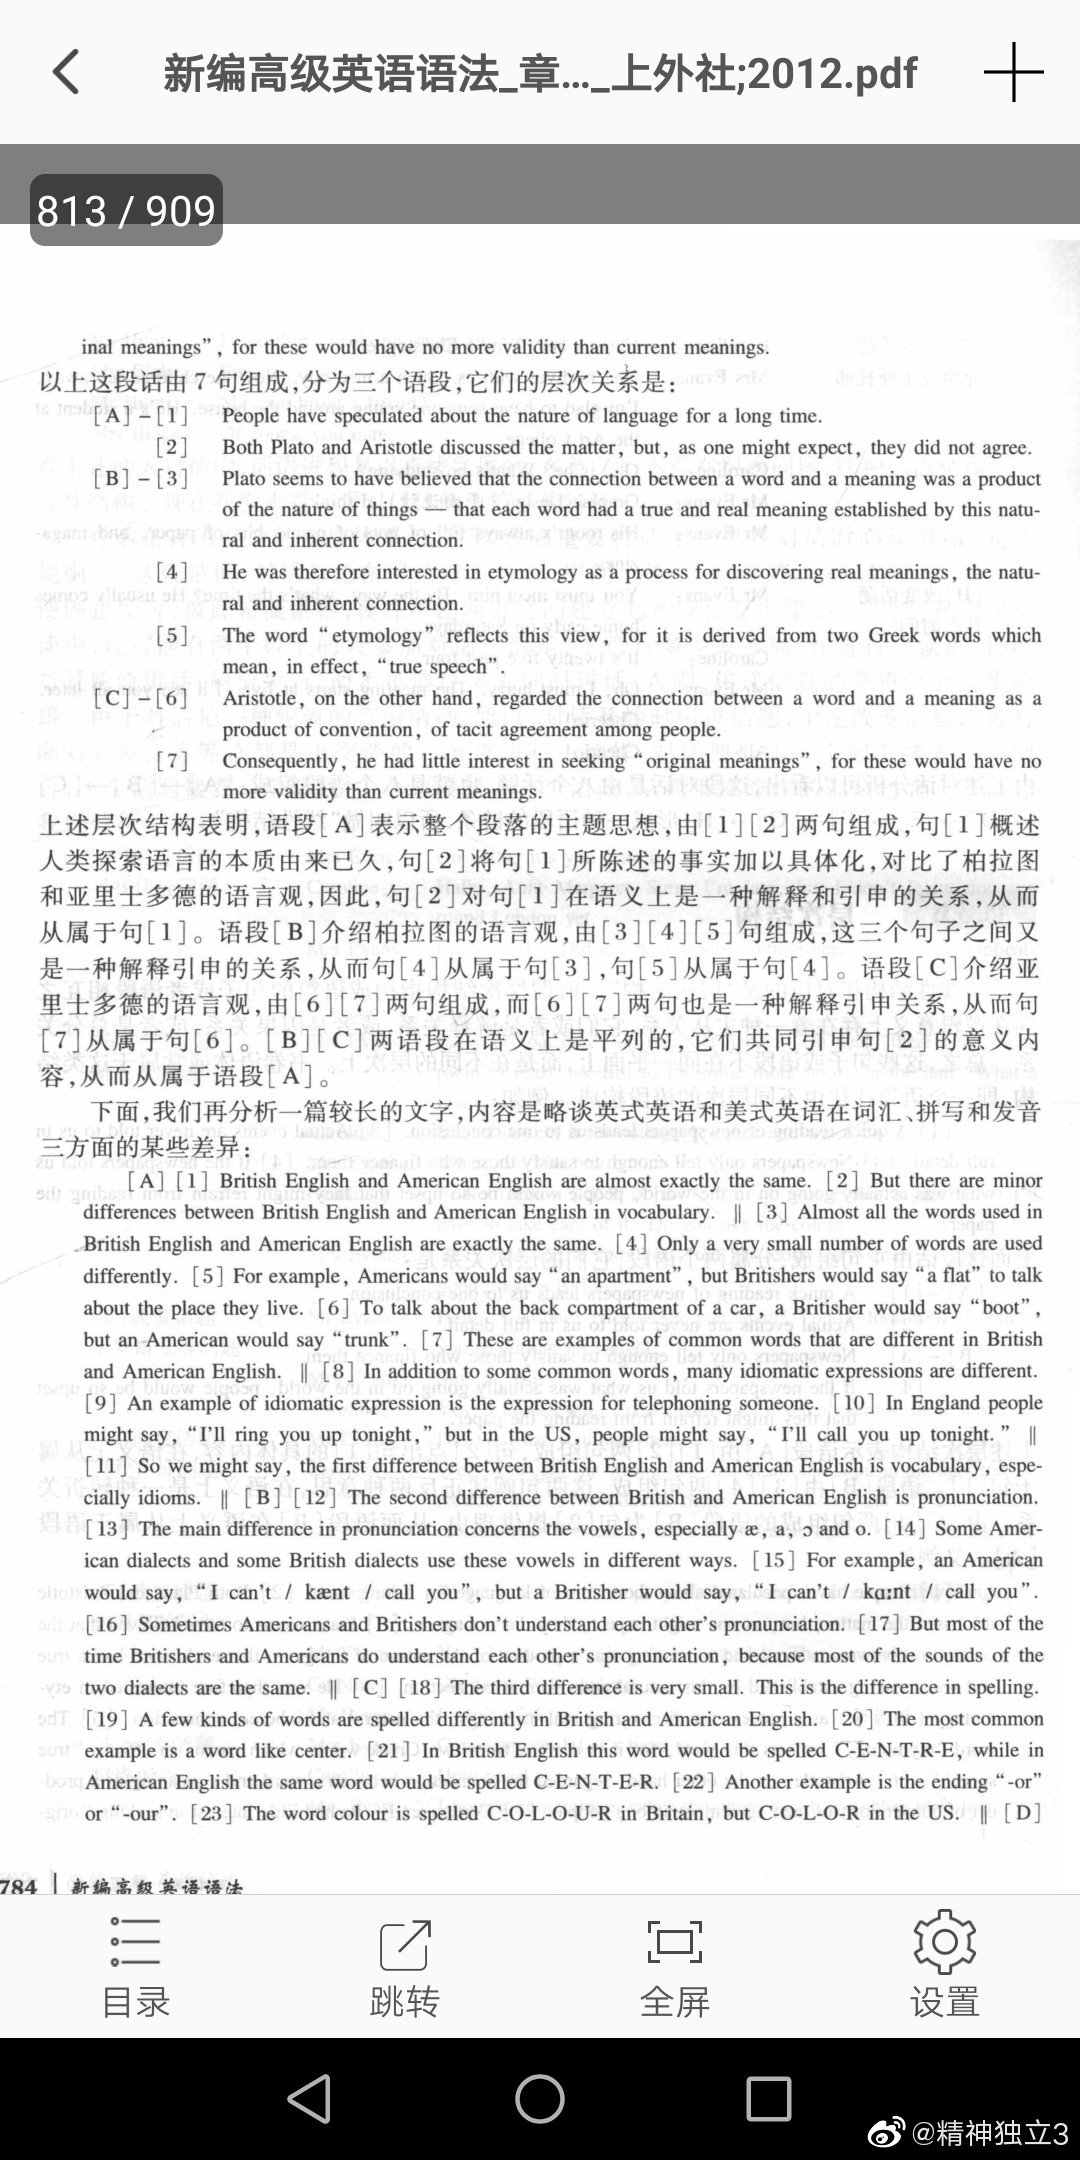 新编高级英语语法_章..._上外社;2012.pdf
813 / 909
inal meanings”, for these would have no more validity than current meanings.
以上这段话由 7 句组成,分为三个语段,它们的层次关系是:
[A]–[1] People have speculated about the nature of language for a long time.
[2] Both Plato and Aristotle discussed the matter, but, as one might expect, they did not agree.
[B]–[3] Plato seems to have believed that the connection between a word and a meaning was a product
of the nature of things — that each word had a true and real meaning established by this natu-
ral and inherent connection.
[4] He was therefore interested in etymology as a process for discovering real meanings, the natu-
ral and inherent connection.
[5] The word “etymology” reflects this view, for it is derived from two Greek words which
mean, in effect, “true speech”.
[C]–[6] Aristotle, on the other hand, regarded the connection between a word and a meaning as a
product of convention, of tacit agreement among people.
[7] Consequently, he had little interest in seeking “original meanings”, for these would have no
more validity than current meanings.
上述层次结构表明,语段[A]表示整个段落的主题思想,由[1][2]两句组成,句[1]概述
人类探索语言的本质由来已久,句[2]将句[1]所陈述的事实加以具体化,对比了柏拉图
和亚里士多德的语言观,因此,句[2]对句[1]在语义上是一种解释和引申的关系,从而
从属于句[1]。语段[B]介绍柏拉图的语言观,由[3][4][5]句组成,这三个句子之间又
是一种解释引申的关系,从而句[4]从属于句[3],句[5]从属于句[4]。语段[C]介绍亚
里士多德的语言观,由[6][7]两句组成,而[6][7]两句也是一种解释引申关系,从而句
[7]从属于句[6]。[B][C]两语段在语义上是平列的,它们共同引申句[2]的意义内
容,从而从属于语段[A]。
下面,我们再分析一篇较长的文字,内容是略谈英式英语和美式英语在词汇、拼写和发音
三方面的某些差异:
[A] [1] British English and American English are almost exactly the same. [2] But there are minor
differences between British English and American English in vocabulary. ‖ [3] Almost all the words used in
British English and American English are exactly the same. [4] Only a very small number of words are used
differently. [5] For example, Americans would say “an apartment”, but Britishers would say “a flat” to talk
about the place they live. [6] To talk about the back compartment of a car, a Britisher would say “boot”,
but an American would say “trunk”. [7] These are examples of common words that are different in British
and American English. ‖ [8] In addition to some common words, many idiomatic expressions are different.
[9] An example of idiomatic expression is the expression for telephoning someone. [10] In England people
might say, “I’ll ring you up tonight,” but in the US, people might say, “I’ll call you up tonight.” ‖
[11] So we might say, the first difference between British English and American English is vocabulary, espe-
cially idioms. ‖ [B] [12] The second difference between British and American English is pronunciation.
[13] The main difference in pronunciation concerns the vowels, especially æ, a, ɔ and o. [14] Some Amer-
ican dialects and some British dialects use these vowels in different ways. [15] For example, an American
would say, “I can’t / kænt / call you”, but a Britisher would say, “I can’t / kɑːnt / call you”.
[16] Sometimes Americans and Britishers don’t understand each other’s pronunciation. [17] But most of the
time Britishers and Americans do understand each other’s pronunciation, because most of the sounds of the
two dialects are the same. ‖ [C] [18] The third difference is very small. This is the difference in spelling.
[19] A few kinds of words are spelled differently in British and American English. [20] The most common
example is a word like center. [21] In British English this word would be spelled C-E-N-T-R-E, while in
American English the same word would be spelled C-E-N-T-E-R. [22] Another example is the ending “-or”
or “-our”. [23] The word colour is spelled C-O-L-O-U-R in Britain, but C-O-L-O-R in the US. ‖ [D]
784 | 新编高级英语语法
目录 跳转 全屏 设置
@精神独立3